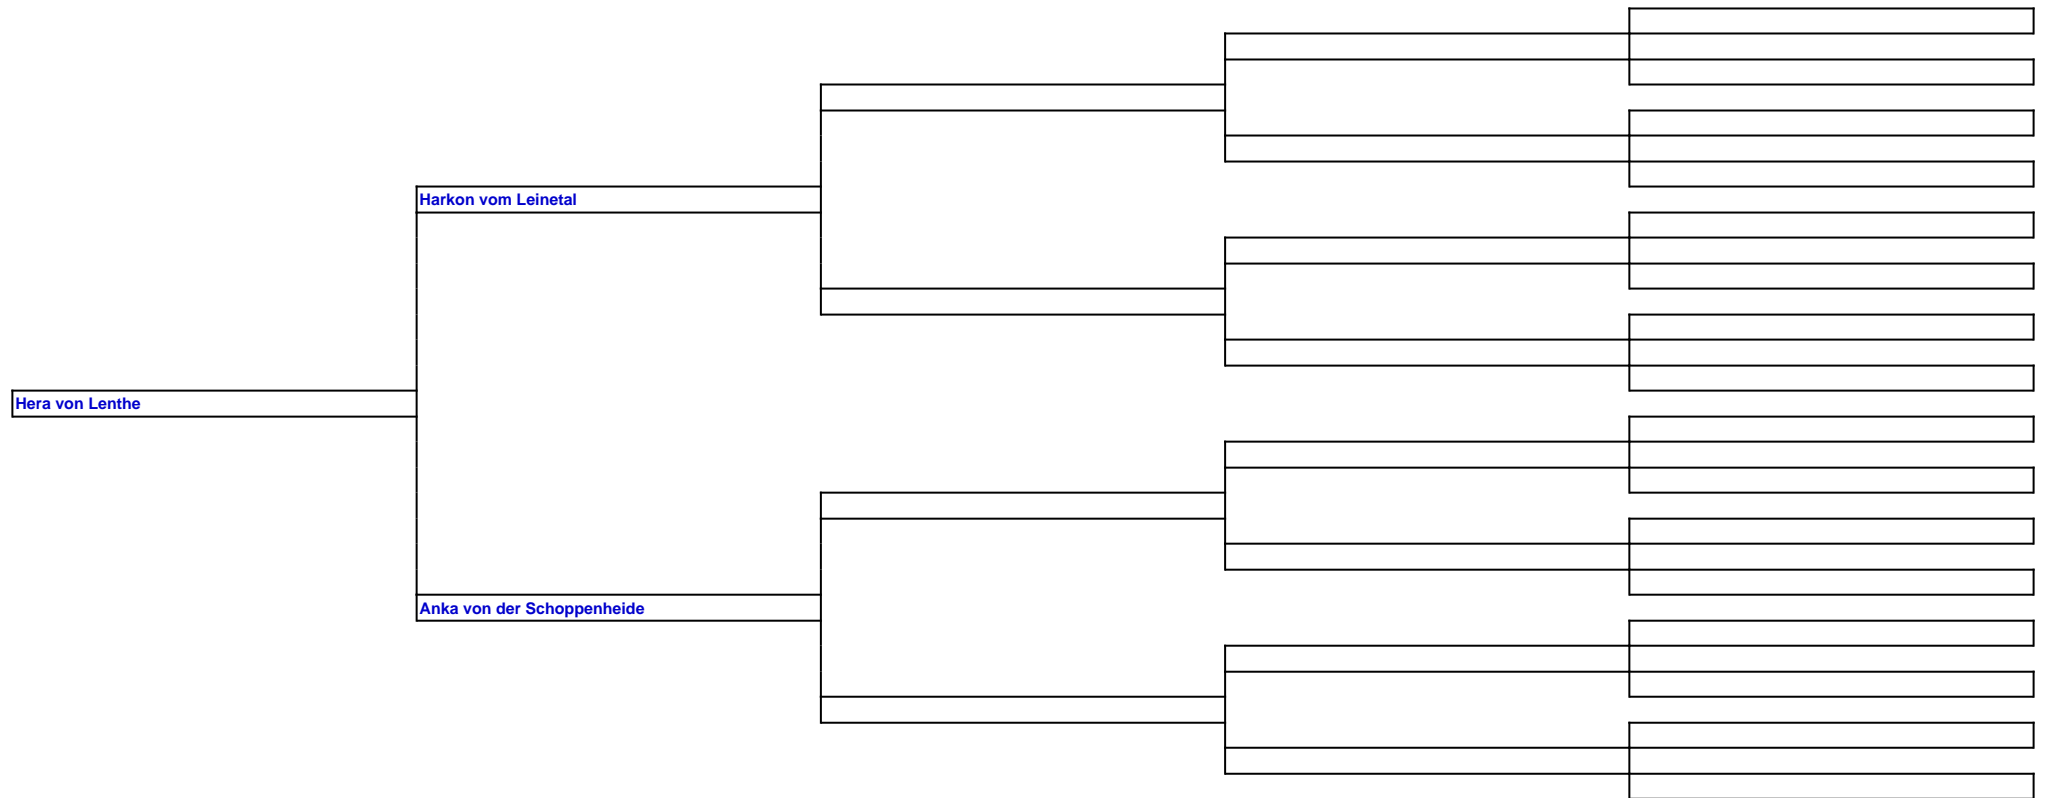 Harkon vom Leinetal
Hera von Lenthe
Anka von der Schoppenheide